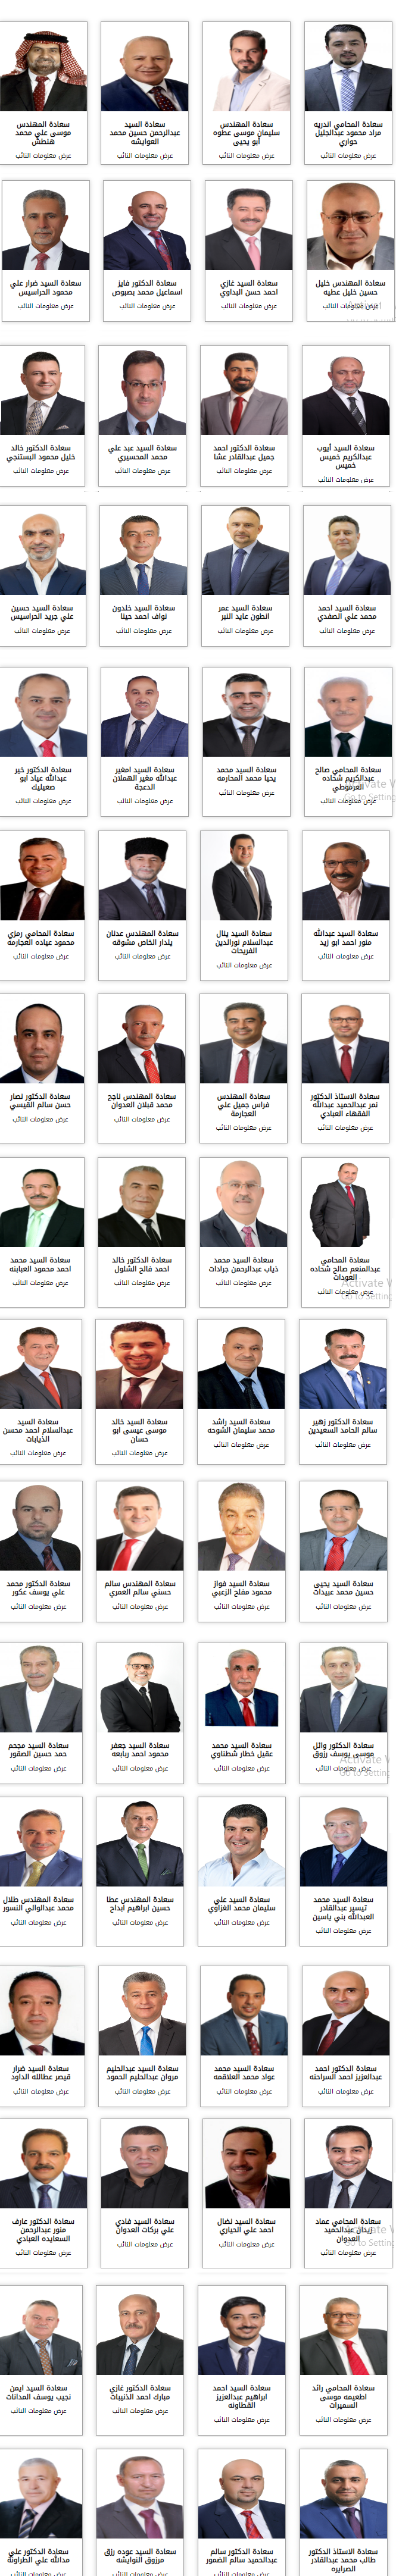 سعادة المحامي اندريه
مراد محمود عبدالجليل
حواري
عرض معلومات النائب
سعادة المهندس
سليمان موسى عطوه
أبو يحيى
عرض معلومات النائب
سعادة السيد
عبدالرحمن حسين محمد
العوايشه
عرض معلومات النائب
سعادة المهندس
موسى علي محمد
هنطش
عرض معلومات النائب
سعادة المهندس خليل
حسين خليل عطيه
عرض معلومات النائب
سعادة السيد غازي
احمد حسن البداوي
عرض معلومات النائب
سعادة الدكتور فايز
اسماعيل محمد بصبوص
عرض معلومات النائب
سعادة السيد ضرار علي
محمود الحراسيس
عرض معلومات النائب
سعادة السيد أيوب
عبدالكريم خميس
خميس
عرض معلومات النائب
سعادة الدكتور احمد
جميل عبدالقادر عشا
عرض معلومات النائب
سعادة السيد عبد علي
محمد المحسيري
عرض معلومات النائب
سعادة الدكتور خالد
خليل محمود البستنجي
عرض معلومات النائب
سعادة السيد احمد
محمد علي الصفدي
عرض معلومات النائب
سعادة السيد عمر
انطون عايد النبر
عرض معلومات النائب
سعادة السيد خلدون
نواف احمد حينا
عرض معلومات النائب
سعادة السيد حسين
علي جريد الحراسيس
عرض معلومات النائب
سعادة المحامي صالح
عبدالكريم شحاده
العرموطي
عرض معلومات النائب
سعادة السيد محمد
يحيا محمد المحارمه
عرض معلومات النائب
سعادة السيد امغير
عبدالله مغير الهملان
الدعجة
عرض معلومات النائب
سعادة الدكتور خير
عبدالله عياد ابو
صعيليك
عرض معلومات النائب
سعادة السيد عبدالله
منور احمد ابو زيد
عرض معلومات النائب
سعادة السيد ينال
عبدالسلام نورالدين
الفريحات
عرض معلومات النائب
سعادة المهندس عدنان
يلدار الخاص مشوقه
عرض معلومات النائب
سعادة المحامي رمزي
محمود عياده العجارمه
عرض معلومات النائب
سعادة الاستاذ الدكتور
نمر عبدالحميد عبدالله
الفقهاء العبادي
عرض معلومات النائب
سعادة المهندس
فراس جميل علي
العجارمة
عرض معلومات النائب
سعادة المهندس ناجح
محمد قبلان العدوان
عرض معلومات النائب
سعادة الدكتور نصار
حسن سالم القيسي
عرض معلومات النائب
سعادة المحامي
عبدالمنعم صالح شحاده
العودات
عرض معلومات النائب
سعادة السيد محمد
ذياب عبدالرحمن جرادات
عرض معلومات النائب
سعادة الدكتور خالد
احمد فالح الشلول
عرض معلومات النائب
سعادة السيد محمد
احمد محمود العبابنه
عرض معلومات النائب
سعادة الدكتور زهير
سالم الحامد السعيدين
عرض معلومات النائب
سعادة السيد راشد
محمد سليمان الشوحه
عرض معلومات النائب
سعادة السيد خالد
موسى عيسى ابو
حسان
عرض معلومات النائب
سعادة السيد
عبدالسلام احمد محسن
الذيابات
عرض معلومات النائب
سعادة السيد يحيى
حسين محمد عبيدات
عرض معلومات النائب
سعادة السيد فواز
محمود مفلح الزعبي
عرض معلومات النائب
سعادة المهندس سالم
حسني سالم العمري
عرض معلومات النائب
سعادة الدكتور محمد
علي يوسف عكور
عرض معلومات النائب
سعادة الدكتور وائل
موسى يوسف رزوق
عرض معلومات النائب
سعادة السيد محمد
عقيل خطار شطناوي
عرض معلومات النائب
سعادة السيد جعفر
محمود احمد ربابعه
عرض معلومات النائب
سعادة السيد مجحم
حمد حسين الصقور
عرض معلومات النائب
سعادة السيد محمد
تيسير عبدالقادر
العبدالله بني ياسين
عرض معلومات النائب
سعادة السيد علي
سليمان محمد الغزاوي
عرض معلومات النائب
سعادة المهندس عطا
حسين ابراهيم ابداح
عرض معلومات النائب
سعادة المهندس طلال
محمد عبدالوالي النسور
عرض معلومات النائب
سعادة الدكتور احمد
عبدالعزيز احمد السراحنه
عرض معلومات النائب
سعادة السيد محمد
عواد محمد العلاقمه
عرض معلومات النائب
سعادة السيد عبدالحليم
مروان عبدالحليم الحمود
عرض معلومات النائب
سعادة السيد ضرار
قيصر عطالله الداود
عرض معلومات النائب
سعادة المحامي عماد
زيدان عبدالحميد
العدوان
عرض معلومات النائب
سعادة السيد نضال
احمد علي الحياري
عرض معلومات النائب
سعادة السيد فادي
علي بركات العدوان
عرض معلومات النائب
سعادة الدكتور عارف
منور عبدالرحمن
السعايده العبادي
عرض معلومات النائب
سعادة المحامي رائد
اطعيمه موسى
السميرات
عرض معلومات النائب
سعادة السيد احمد
ابراهيم عبدالعزيز
القطاونه
عرض معلومات النائب
سعادة الدكتور غازي
مبارك احمد الذنيبات
عرض معلومات النائب
سعادة السيد ايمن
نجيب يوسف المدانات
عرض معلومات النائب
سعادة الاستاذ الدكتور
طالب محمد عبدالقادر
الصرايره
سعادة الدكتور سالم
عبدالحميد سالم الضمور
سعادة السيد عوده رزق
مرزوق النوايشه
سعادة الدكتور علي
مدالله علي الطراونة